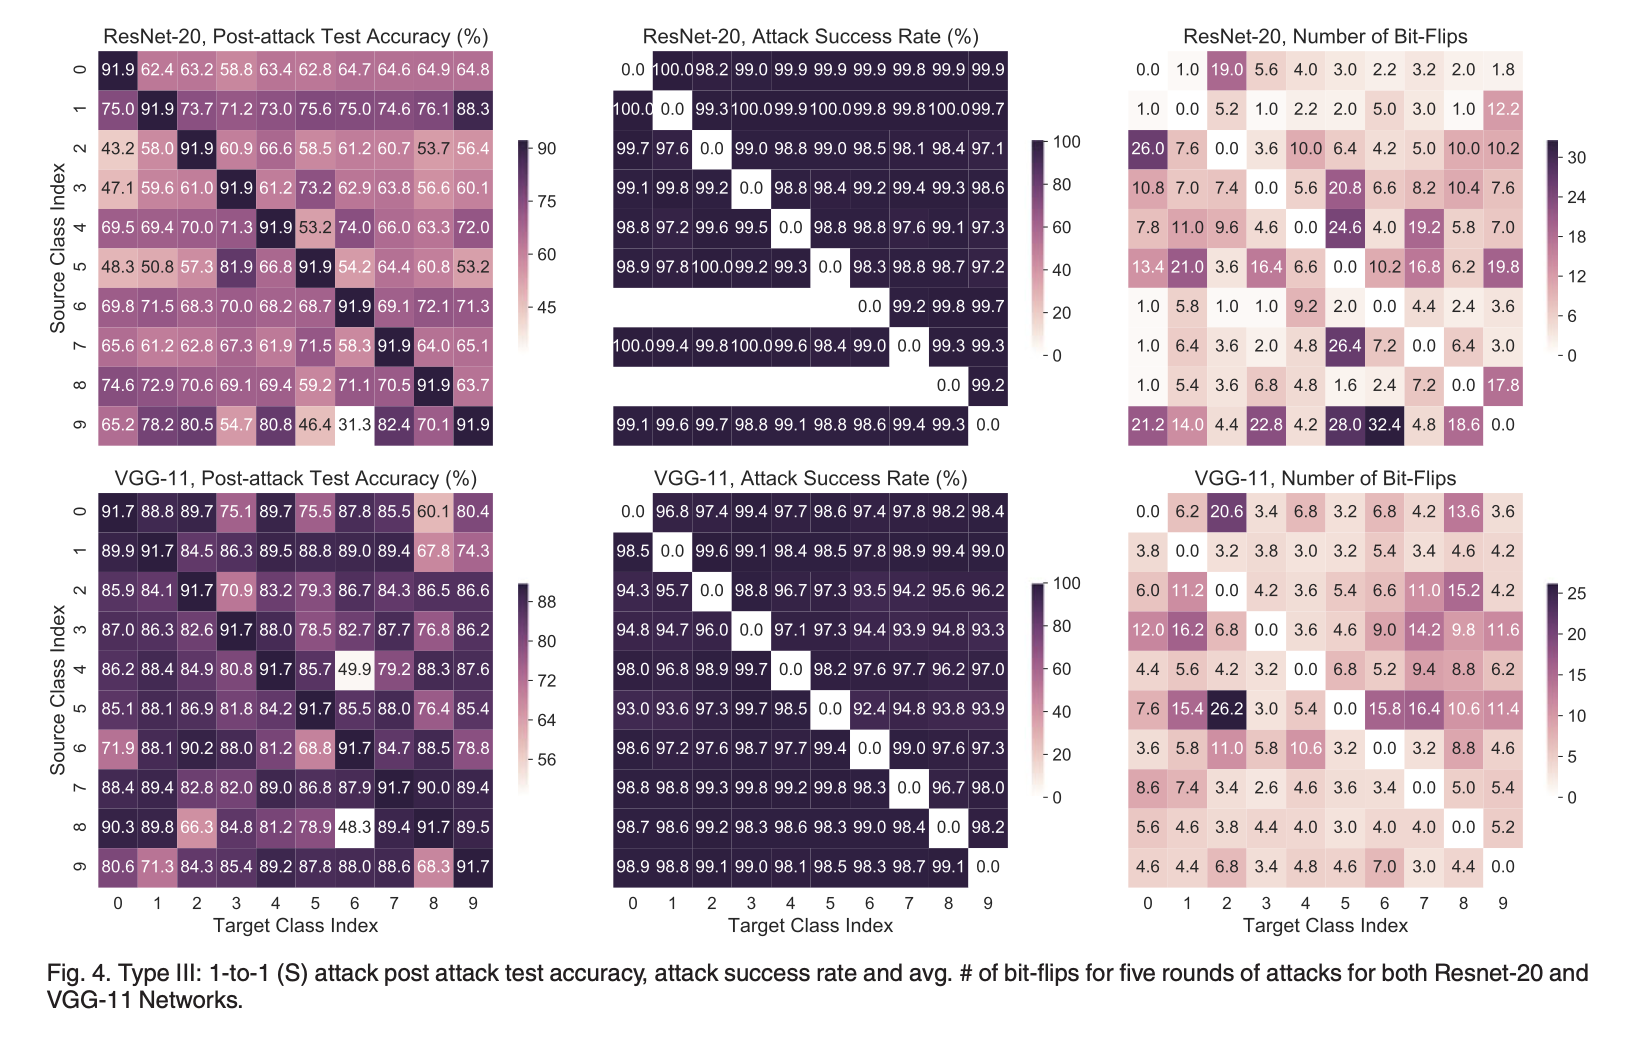 ResNet-20, Post-attack Test Accuracy (%)
ResNet-20, Attack Success Rate (%)
ResNet-20, Number of Bit-Flips
Source Class Index
0 91.9 62.4 63.2 58.8 63.4 62.8 64.7 64.6 64.9 64.8
1 75.0 91.9 73.7 71.2 73.0 75.6 75.0 74.6 76.1 88.3
2 43.2 58.0 91.9 60.9 66.6 58.5 61.2 60.7 53.7 56.4
3 47.1 59.6 61.0 91.9 61.2 73.2 62.9 63.8 56.6 60.1
4 69.5 69.4 70.0 71.3 91.9 53.2 74.0 66.0 63.3 72.0
5 48.3 50.8 57.3 81.9 66.8 91.9 54.2 64.4 60.8 53.2
6 69.8 71.5 68.3 70.0 68.2 68.7 91.9 69.1 72.1 71.3
7 65.6 61.2 62.8 67.3 61.9 71.5 58.3 91.9 64.0 65.1
8 74.6 72.9 70.6 69.1 69.4 59.2 71.1 70.5 91.9 63.7
9 65.2 78.2 80.5 54.7 80.8 46.4 31.3 82.4 70.1 91.9
90
75
60
45
0.0 100.0 98.2 99.0 99.9 99.9 99.9 99.8 99.9 99.9
100.0 0.0 99.3 100.0 99.9 100.0 99.8 99.8 100.0 99.7
99.7 97.6 0.0 99.0 98.8 99.0 98.5 98.1 98.4 97.1
99.1 99.8 99.2 0.0 98.8 98.4 99.2 99.4 99.3 98.6
98.8 97.2 99.6 99.5 0.0 98.8 98.8 97.6 99.1 97.3
98.9 97.8 100.0 99.2 99.3 0.0 98.3 98.8 98.7 97.2
0.0 99.2 99.8 99.7
100.0 99.4 99.8 100.0 99.6 98.4 99.0 0.0 99.3 99.3
0.0 99.2
99.1 99.6 99.7 98.8 99.1 98.8 98.6 99.4 99.3 0.0
100
80
60
40
20
0
0.0 1.0 19.0 5.6 4.0 3.0 2.2 3.2 2.0 1.8
1.0 0.0 5.2 1.0 2.2 2.0 5.0 3.0 1.0 12.2
26.0 7.6 0.0 3.6 10.0 6.4 4.2 5.0 10.0 10.2
10.8 7.0 7.4 0.0 5.6 20.8 6.6 8.2 10.4 7.6
7.8 11.0 9.6 4.6 0.0 24.6 4.0 19.2 5.8 7.0
13.4 21.0 3.6 16.4 6.6 0.0 10.2 16.8 6.2 19.8
1.0 5.8 1.0 1.0 9.2 2.0 0.0 4.4 2.4 3.6
1.0 6.4 3.6 2.0 4.8 26.4 7.2 0.0 6.4 3.0
1.0 5.4 3.6 6.8 4.8 1.6 2.4 7.2 0.0 17.8
21.2 14.0 4.4 22.8 4.2 28.0 32.4 4.8 18.6 0.0
30
24
18
12
6
0
VGG-11, Post-attack Test Accuracy (%)
VGG-11, Attack Success Rate (%)
VGG-11, Number of Bit-Flips
Source Class Index
0 91.7 88.8 89.7 75.1 89.7 75.5 87.8 85.5 60.1 80.4
1 89.9 91.7 84.5 86.3 89.5 88.8 89.0 89.4 67.8 74.3
2 85.9 84.1 91.7 70.9 83.2 79.3 86.7 84.3 86.5 86.6
3 87.0 86.3 82.6 91.7 88.0 78.5 82.7 87.7 76.8 86.2
4 86.2 88.4 84.9 80.8 91.7 85.7 49.9 79.2 88.3 87.6
5 85.1 88.1 86.9 81.8 84.2 91.7 85.5 88.0 76.4 85.4
6 71.9 88.1 90.2 88.0 81.2 68.8 91.7 84.7 88.5 78.8
7 88.4 89.4 82.8 82.0 89.0 86.8 87.9 91.7 90.0 89.4
8 90.3 89.8 66.3 84.8 81.2 78.9 48.3 89.4 91.7 89.5
9 80.6 71.3 84.3 85.4 89.2 87.8 88.0 88.6 68.3 91.7
0 1 2 3 4 5 6 7 8 9
Target Class Index
88
80
72
64
56
0.0 96.8 97.4 99.4 97.7 98.6 97.4 97.8 98.2 98.4
98.5 0.0 99.6 99.1 98.4 98.5 97.8 98.9 99.4 99.0
94.3 95.7 0.0 98.8 96.7 97.3 93.5 94.2 95.6 96.2
94.8 94.7 96.0 0.0 97.1 97.3 94.4 93.9 94.8 93.3
98.0 96.8 98.9 99.7 0.0 98.2 97.6 97.7 96.2 97.0
93.0 93.6 97.3 99.7 98.5 0.0 92.4 94.8 93.8 93.9
98.6 97.2 97.6 98.7 97.7 99.4 0.0 99.0 97.6 97.3
98.8 98.8 99.3 99.2 99.2 99.8 98.3 0.0 96.7 98.0
98.7 98.6 99.2 98.3 98.6 98.3 99.0 98.4 0.0 98.2
98.9 98.8 99.1 99.0 98.1 98.5 98.3 98.7 99.1 0.0
0 1 2 3 4 5 6 7 8 9
Target Class Index
100
80
60
40
20
0
0.0 6.2 20.6 3.4 6.8 3.2 6.8 4.2 13.6 3.6
3.8 0.0 3.2 3.8 3.0 3.2 5.4 3.4 4.6 4.2
6.0 11.2 0.0 4.2 3.6 5.4 6.6 11.0 15.2 4.2
12.0 16.2 6.8 0.0 3.6 4.6 9.0 14.2 9.8 11.6
4.4 5.6 4.2 3.2 0.0 6.8 5.2 9.4 8.8 6.2
7.6 15.4 26.2 3.0 5.4 0.0 15.8 16.4 10.6 11.4
3.6 5.8 11.0 5.8 10.6 3.2 0.0 3.2 8.8 4.6
8.6 7.4 3.4 2.6 4.6 3.6 3.4 0.0 5.0 5.4
5.6 4.6 3.8 4.4 4.0 3.0 4.0 4.0 0.0 5.2
4.6 4.4 6.8 3.4 4.8 4.6 7.0 3.0 4.4 0.0
0 1 2 3 4 5 6 7 8 9
Target Class Index
25
20
15
10
5
0
Fig. 4. Type III: 1-to-1 (S) attack post attack test accuracy, attack success rate and avg. # of bit-flips for five rounds of attacks for both Resnet-20 and
VGG-11 Networks.